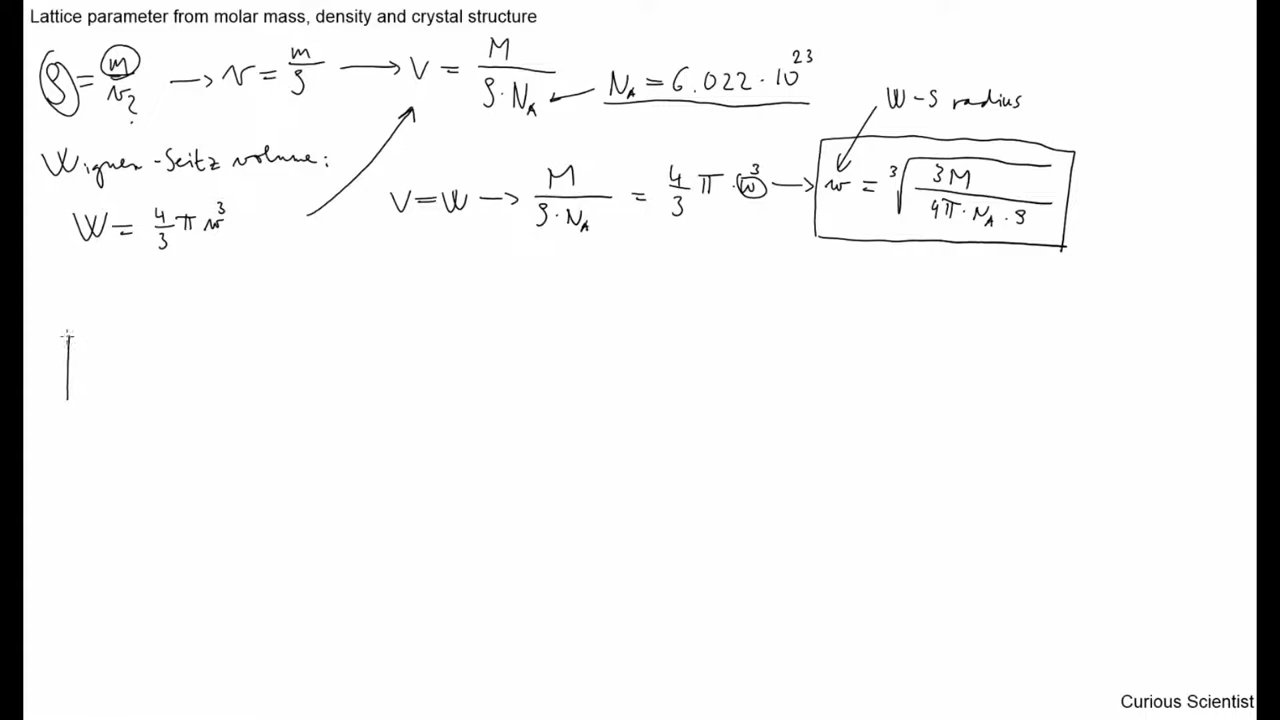 Lattice parameter from molar mass, density and crystal structure
ρ = m/v? → v = m/ρ → V = M/(ρ · N_A) ← N_A = 6.022 · 10^23
W-S radius
Wigner-Seitz volume:
V = W → M/(ρ · N_A) = 4/3 π · w^3 → w = ∛(3M/(4π · N_A · ρ))
W = 4/3 π w^3
Curious Scientist